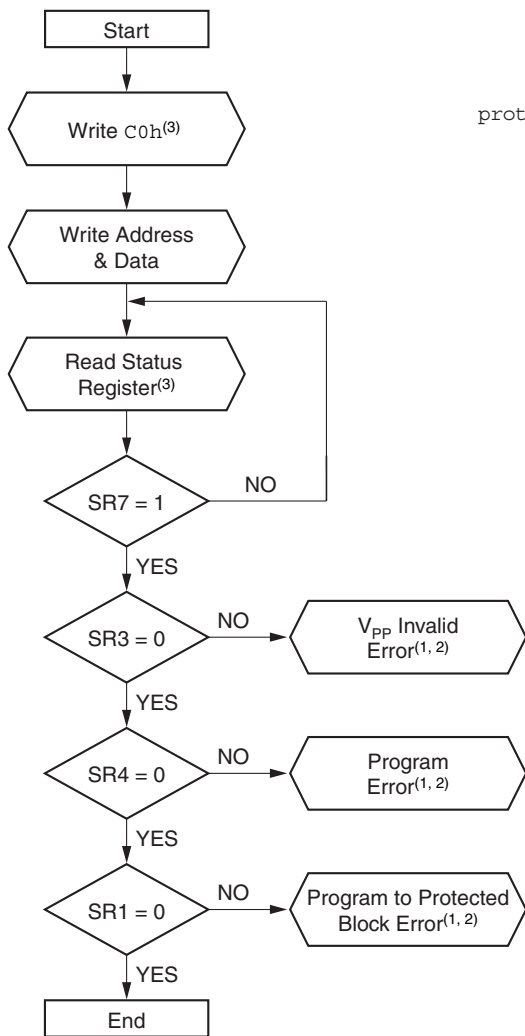 Start
Write C0h(3)
prot
Write Address
& Data
Read Status
Register(3)
SR7 = 1
NO
YES
SR3 = 0
NO
VPP Invalid
Error(1, 2)
YES
SR4 = 0
NO
Program
Error(1, 2)
YES
SR1 = 0
NO
Program to Protected
Block Error(1, 2)
YES
End